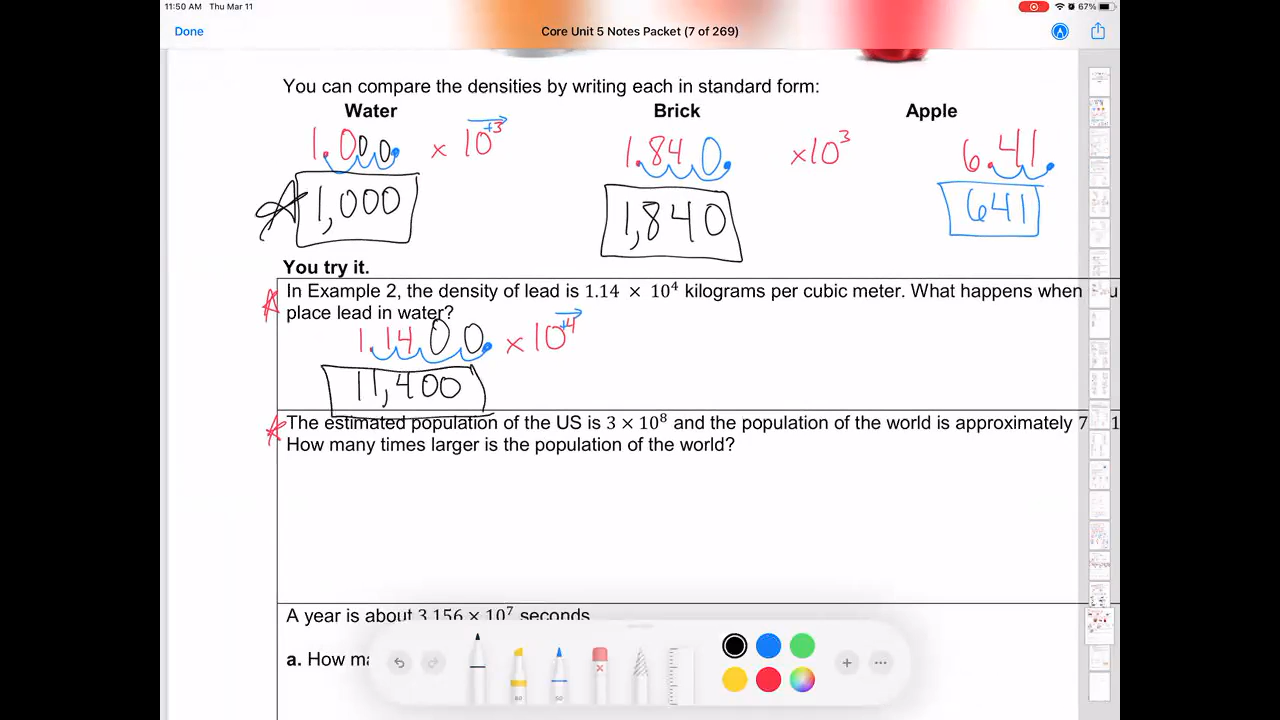 11:50 AM Thu Mar 11
67%
Done
Core Unit 5 Notes Packet (7 of 269)
You can compare the densities by writing each in standard form:
Water Brick Apple
1.000. × 10+3 1.840. ×10³ 6.41.
1,000 1,840 641
You try it.
In Example 2, the density of lead is 1.14 × 10⁴ kilograms per cubic meter. What happens when
place lead in water?
1.1400. × 10+4
11,400
The estimated population of the US is 3 × 10⁸ and the population of the world is approximately 7
How many times larger is the population of the world?
A year is about 3.156 × 10⁷ seconds
a. How
80 50